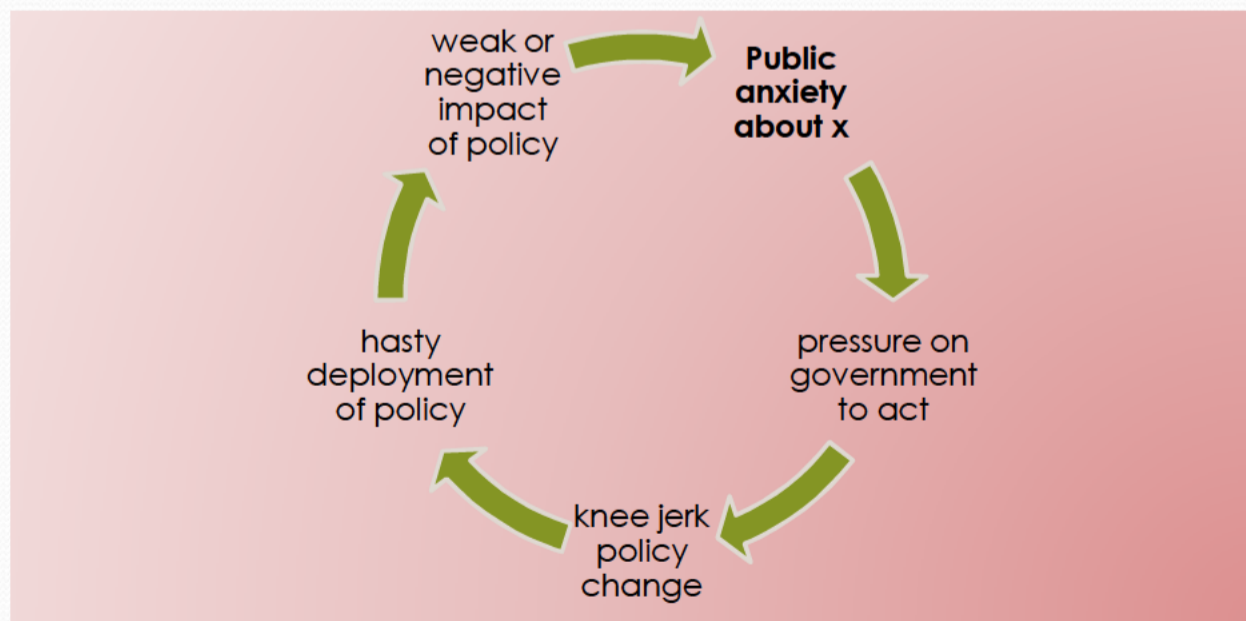 weak or
negative
impact
of policy
Public
anxiety
about x
pressure on
government
to act
knee jerk
policy
change
hasty
deployment
of policy